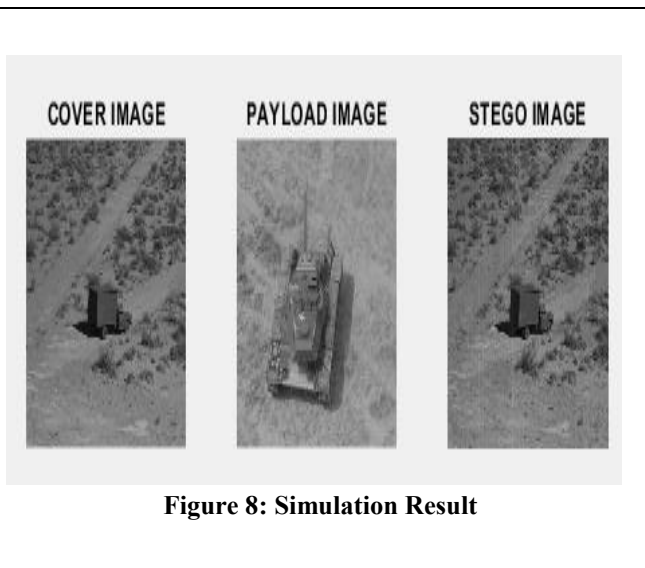 COVER IMAGE
PAYLOAD IMAGE
STEGO IMAGE
Figure 8: Simulation Result